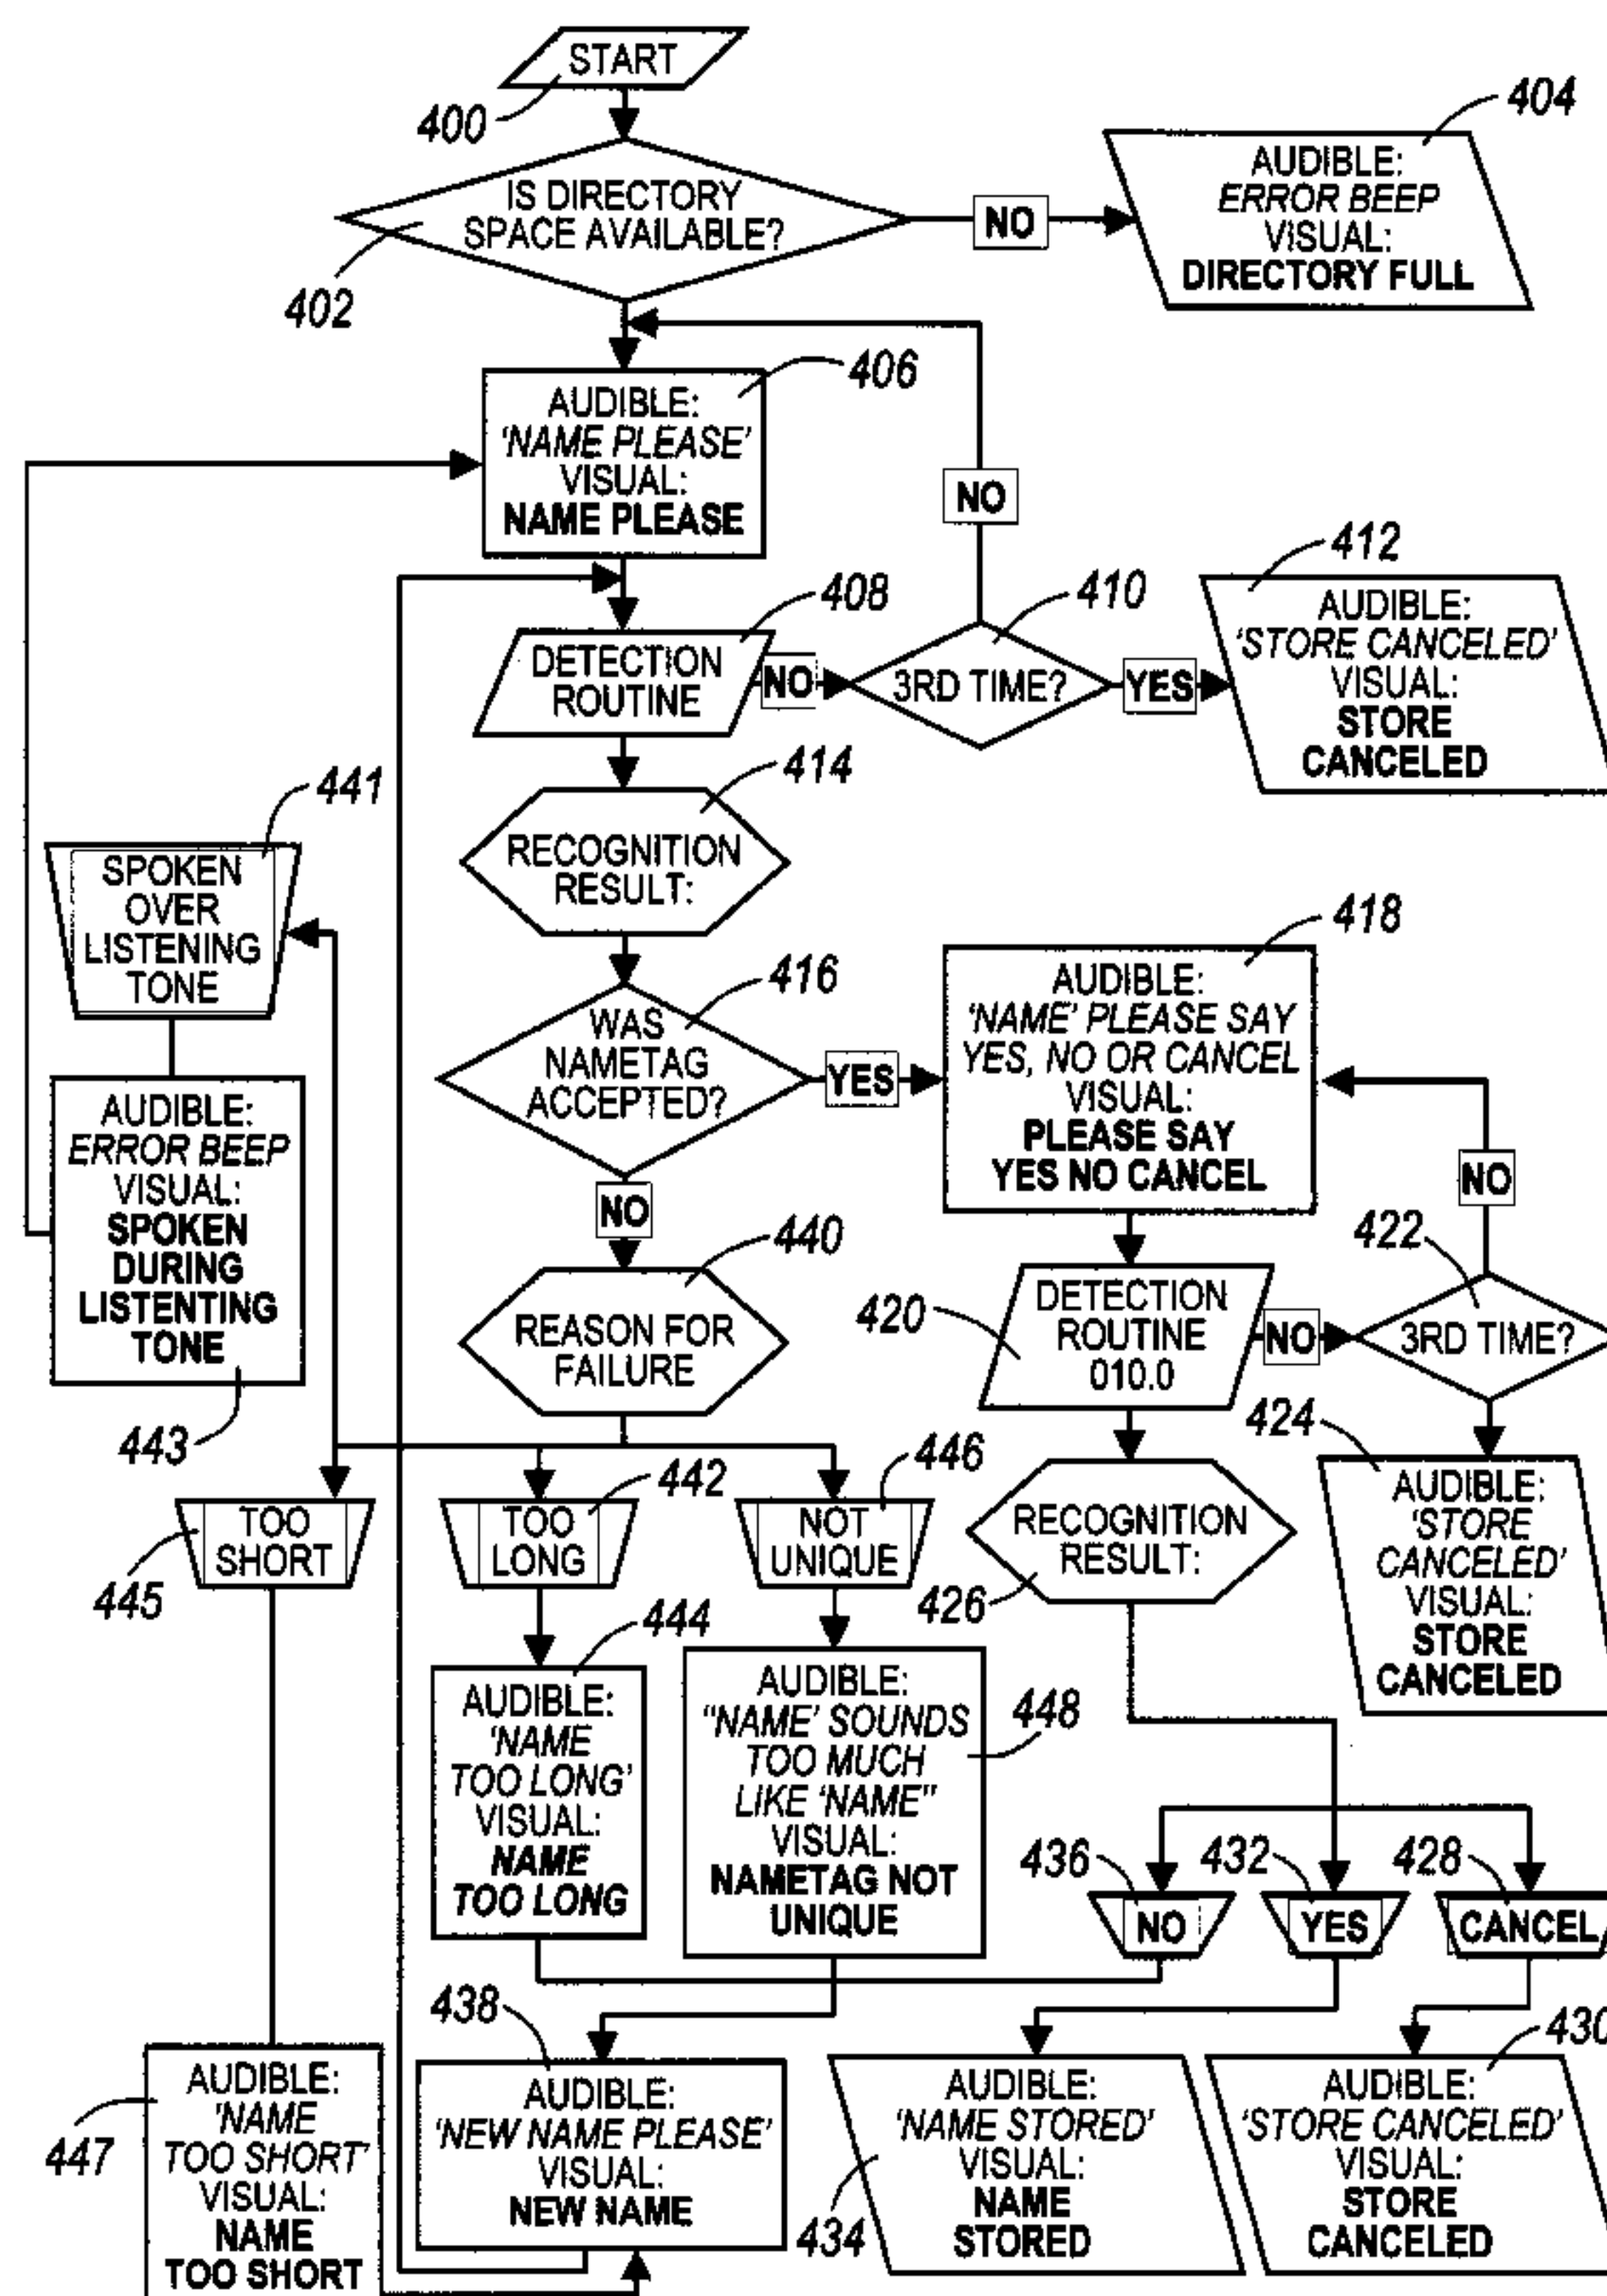 START
400
IS DIRECTORY
SPACE AVAILABLE?
402
NO
404
AUDIBLE:
ERROR BEEP
VISUAL:
DIRECTORY FULL
406
AUDIBLE:
'NAME PLEASE'
VISUAL:
NAME PLEASE
NO
408
DETECTION
ROUTINE
NO
410
3RD TIME?
YES
412
AUDIBLE:
'STORE CANCELED'
VISUAL:
STORE
CANCELED
414
RECOGNITION
RESULT:
441
SPOKEN
OVER
LISTENING
TONE
416
WAS
NAMETAG
ACCEPTED?
YES
418
AUDIBLE:
'NAME' PLEASE SAY
YES, NO OR CANCEL
VISUAL:
PLEASE SAY
YES NO CANCEL
AUDIBLE:
ERROR BEEP
VISUAL:
SPOKEN
DURING
LISTENTING
TONE
443
NO
440
REASON FOR
FAILURE
420
DETECTION
ROUTINE
010.0
NO
422
3RD TIME?
NO
424
AUDIBLE:
'STORE
CANCELED'
VISUAL:
STORE
CANCELED
TOO
SHORT
445
442
TOO
LONG
446
NOT
UNIQUE
RECOGNITION
RESULT:
426
444
AUDIBLE:
'NAME
TOO LONG'
VISUAL:
NAME
TOO LONG
AUDIBLE:
"NAME' SOUNDS
TOO MUCH
LIKE 'NAME"
VISUAL:
NAMETAG NOT
UNIQUE
448
436
NO
432
YES
428
CANCEL
438
AUDIBLE:
'NEW NAME PLEASE'
VISUAL:
NEW NAME
AUDIBLE:
'NAME STORED'
VISUAL:
NAME
STORED
434
430
AUDIBLE:
'STORE CANCELED'
VISUAL:
STORE
CANCELED
447
AUDIBLE:
'NAME
TOO SHORT'
VISUAL:
NAME
TOO SHORT